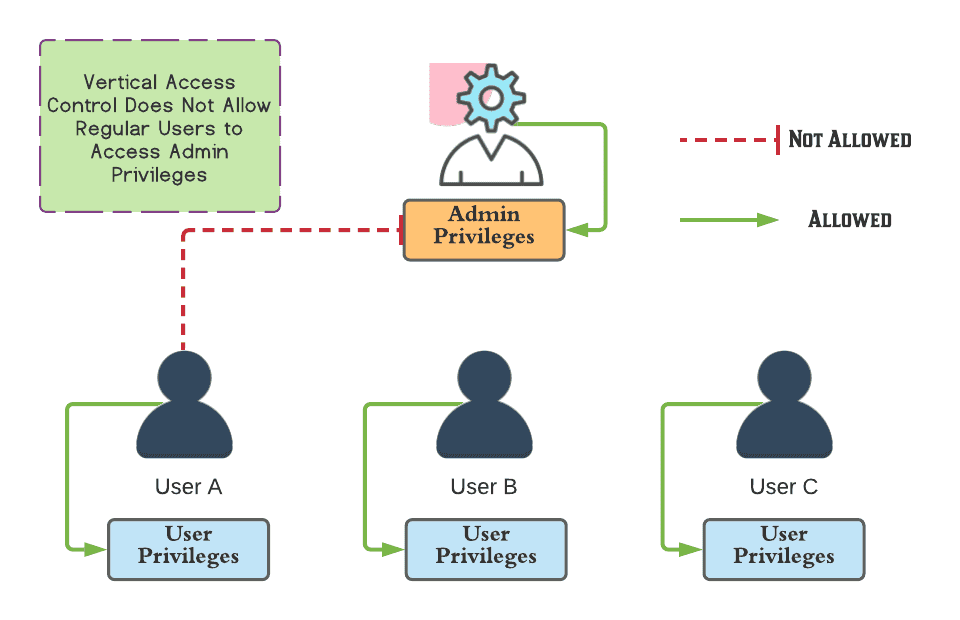 Vertical Access
Control Does Not Allow
Regular Users to
Access Admin
Privileges
Not Allowed
Allowed
Admin
Privileges
User A
User B
User C
User
Privileges
User
Privileges
User
Privileges